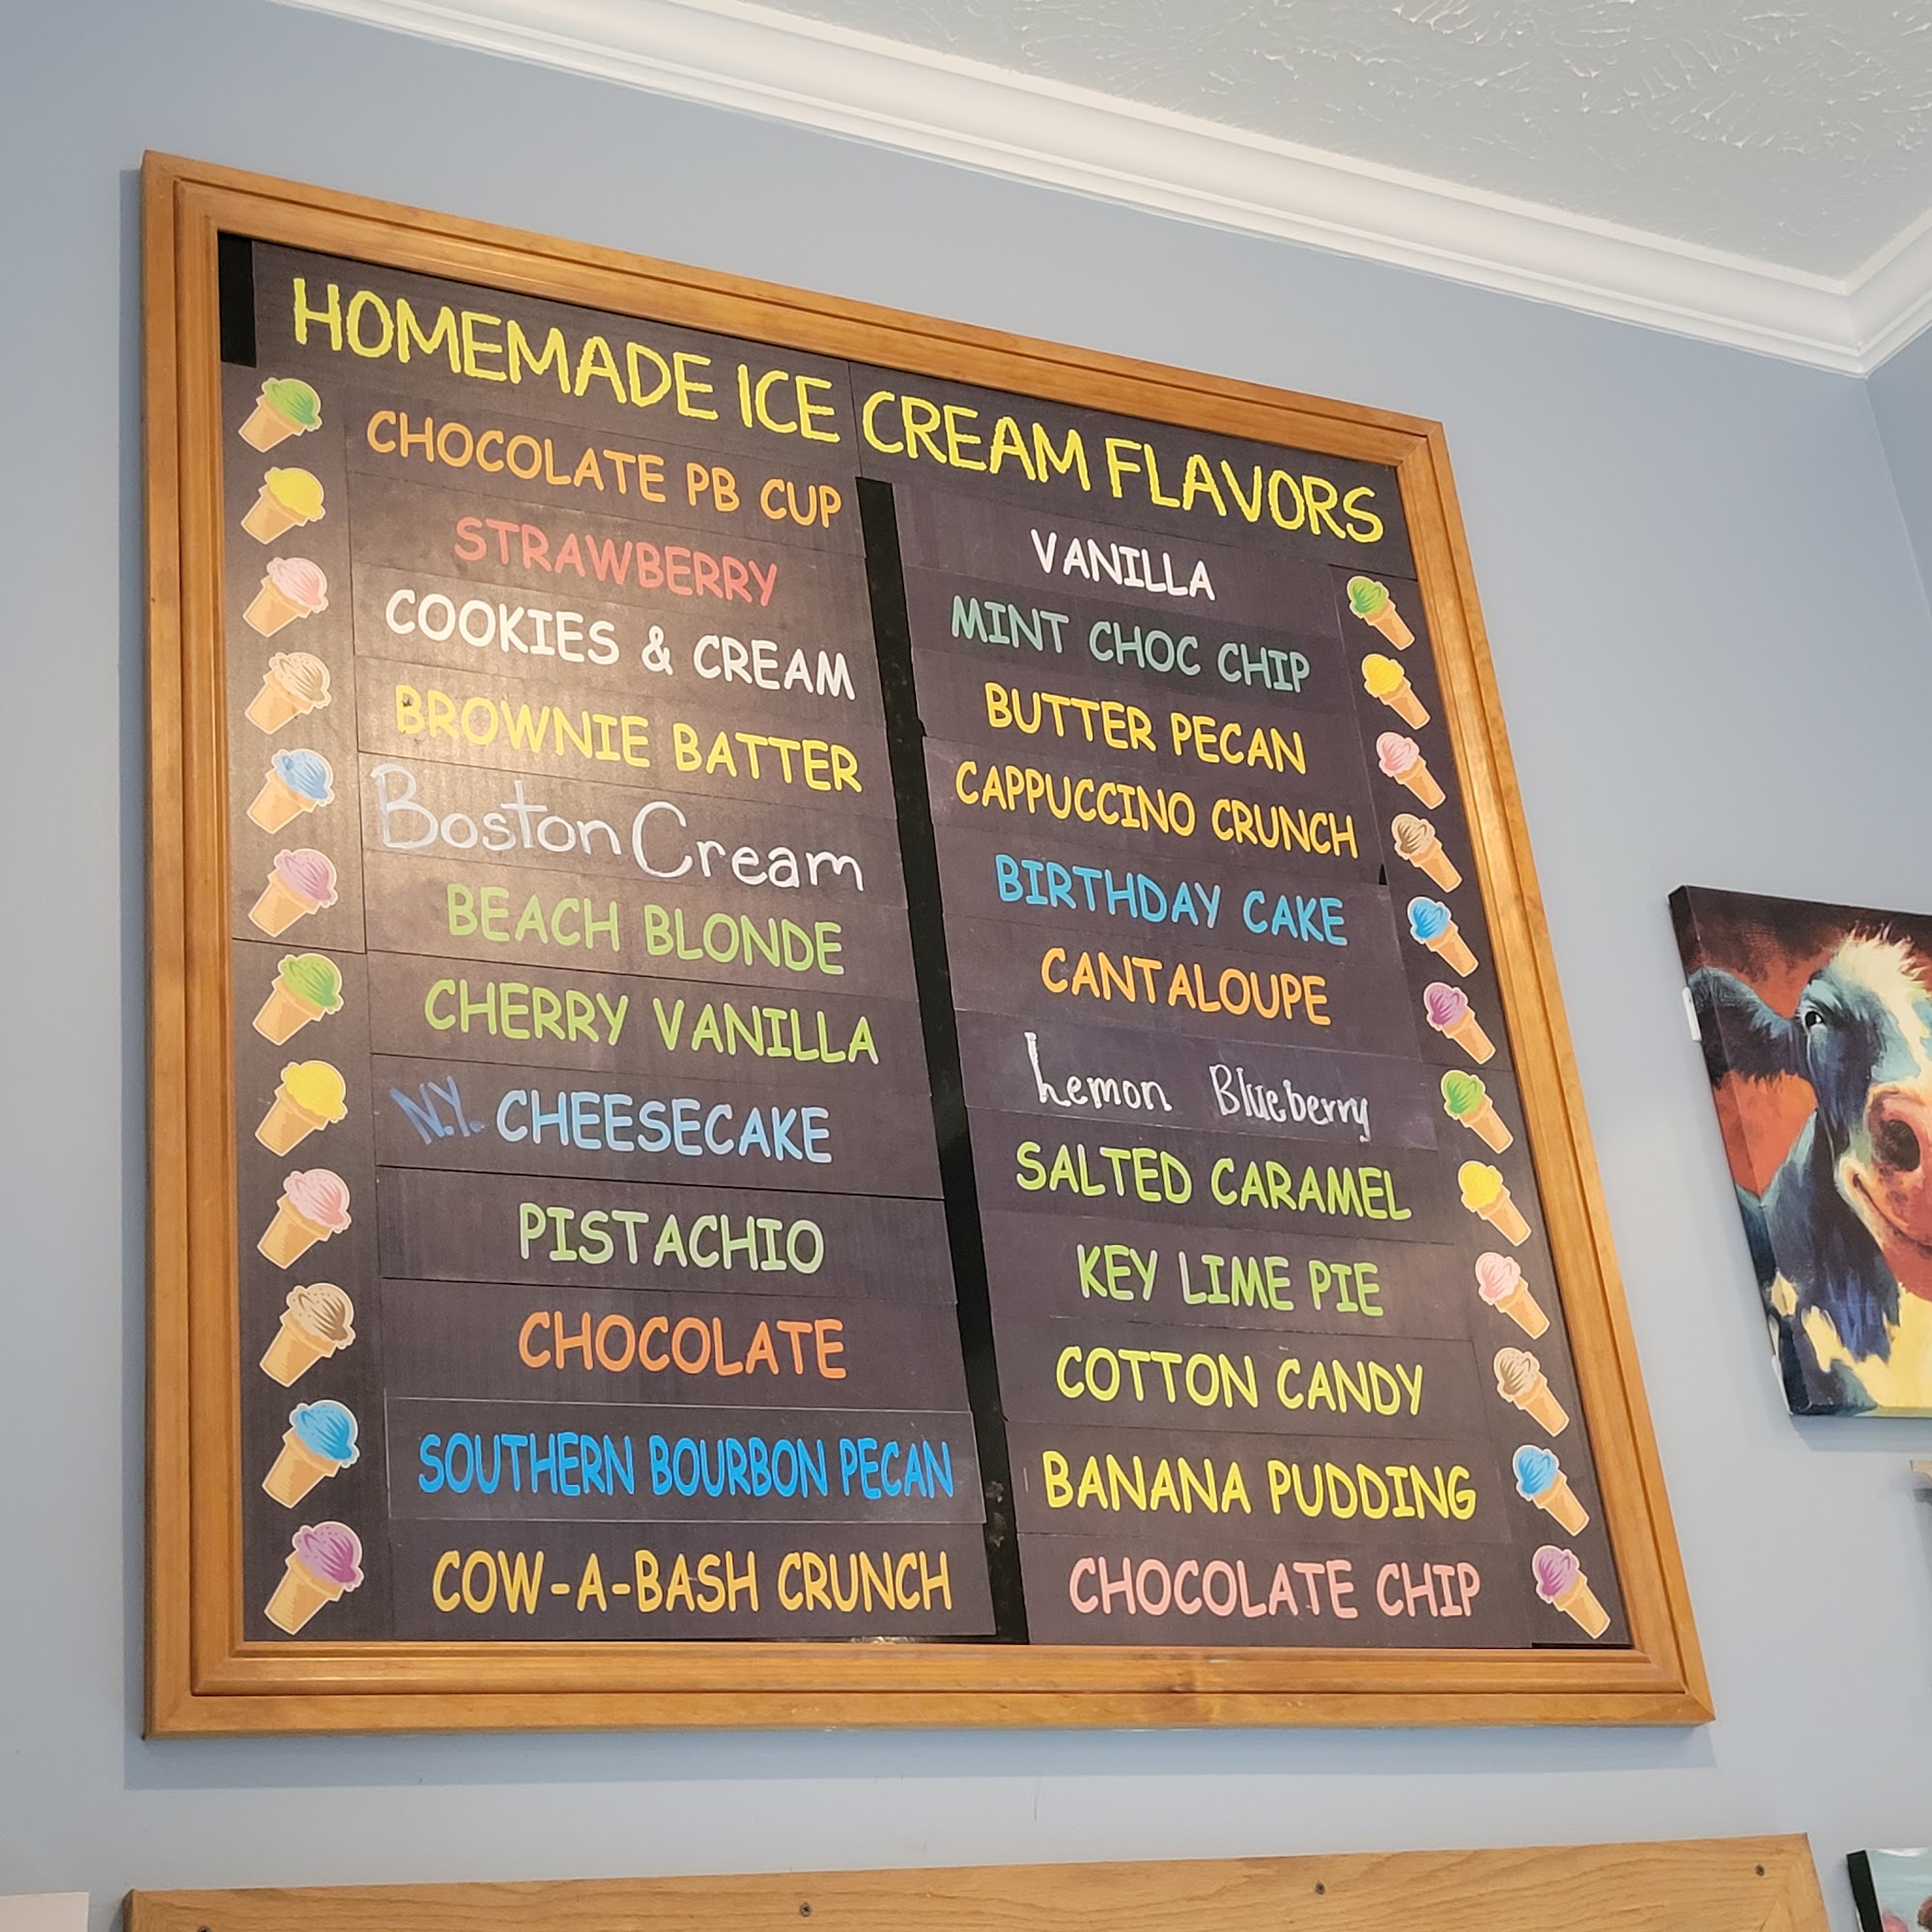 HOMEMADE ICE CREAM FLAVORS
CHOCOLATE PB CUP
STRAWBERRY
COOKIES & CREAM
BROWNIE BATTER
Boston Cream
BEACH BLONDE
CHERRY VANILLA
N.Y. CHEESECAKE
PISTACHIO
CHOCOLATE
SOUTHERN BOURBON PECAN
COW-A-BASH CRUNCH
VANILLA
MINT CHOC CHIP
BUTTER PECAN
CAPPUCCINO CRUNCH
BIRTHDAY CAKE
CANTALOUPE
Lemon Blueberry
SALTED CARAMEL
KEY LIME PIE
COTTON CANDY
BANANA PUDDING
CHOCOLATE CHIP